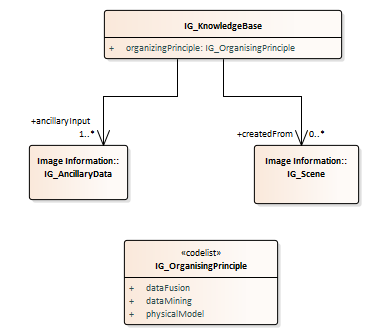 IG_KnowledgeBase
+ organizingPrinciple: IG_OrganisingPrinciple
+ancillaryInput
1..*
+createdFrom
0..*
Image Information::
IG_AncillaryData
Image Information::
IG_Scene
«codelist»
IG_OrganisingPrinciple
+ dataFusion
+ dataMining
+ physicalModel